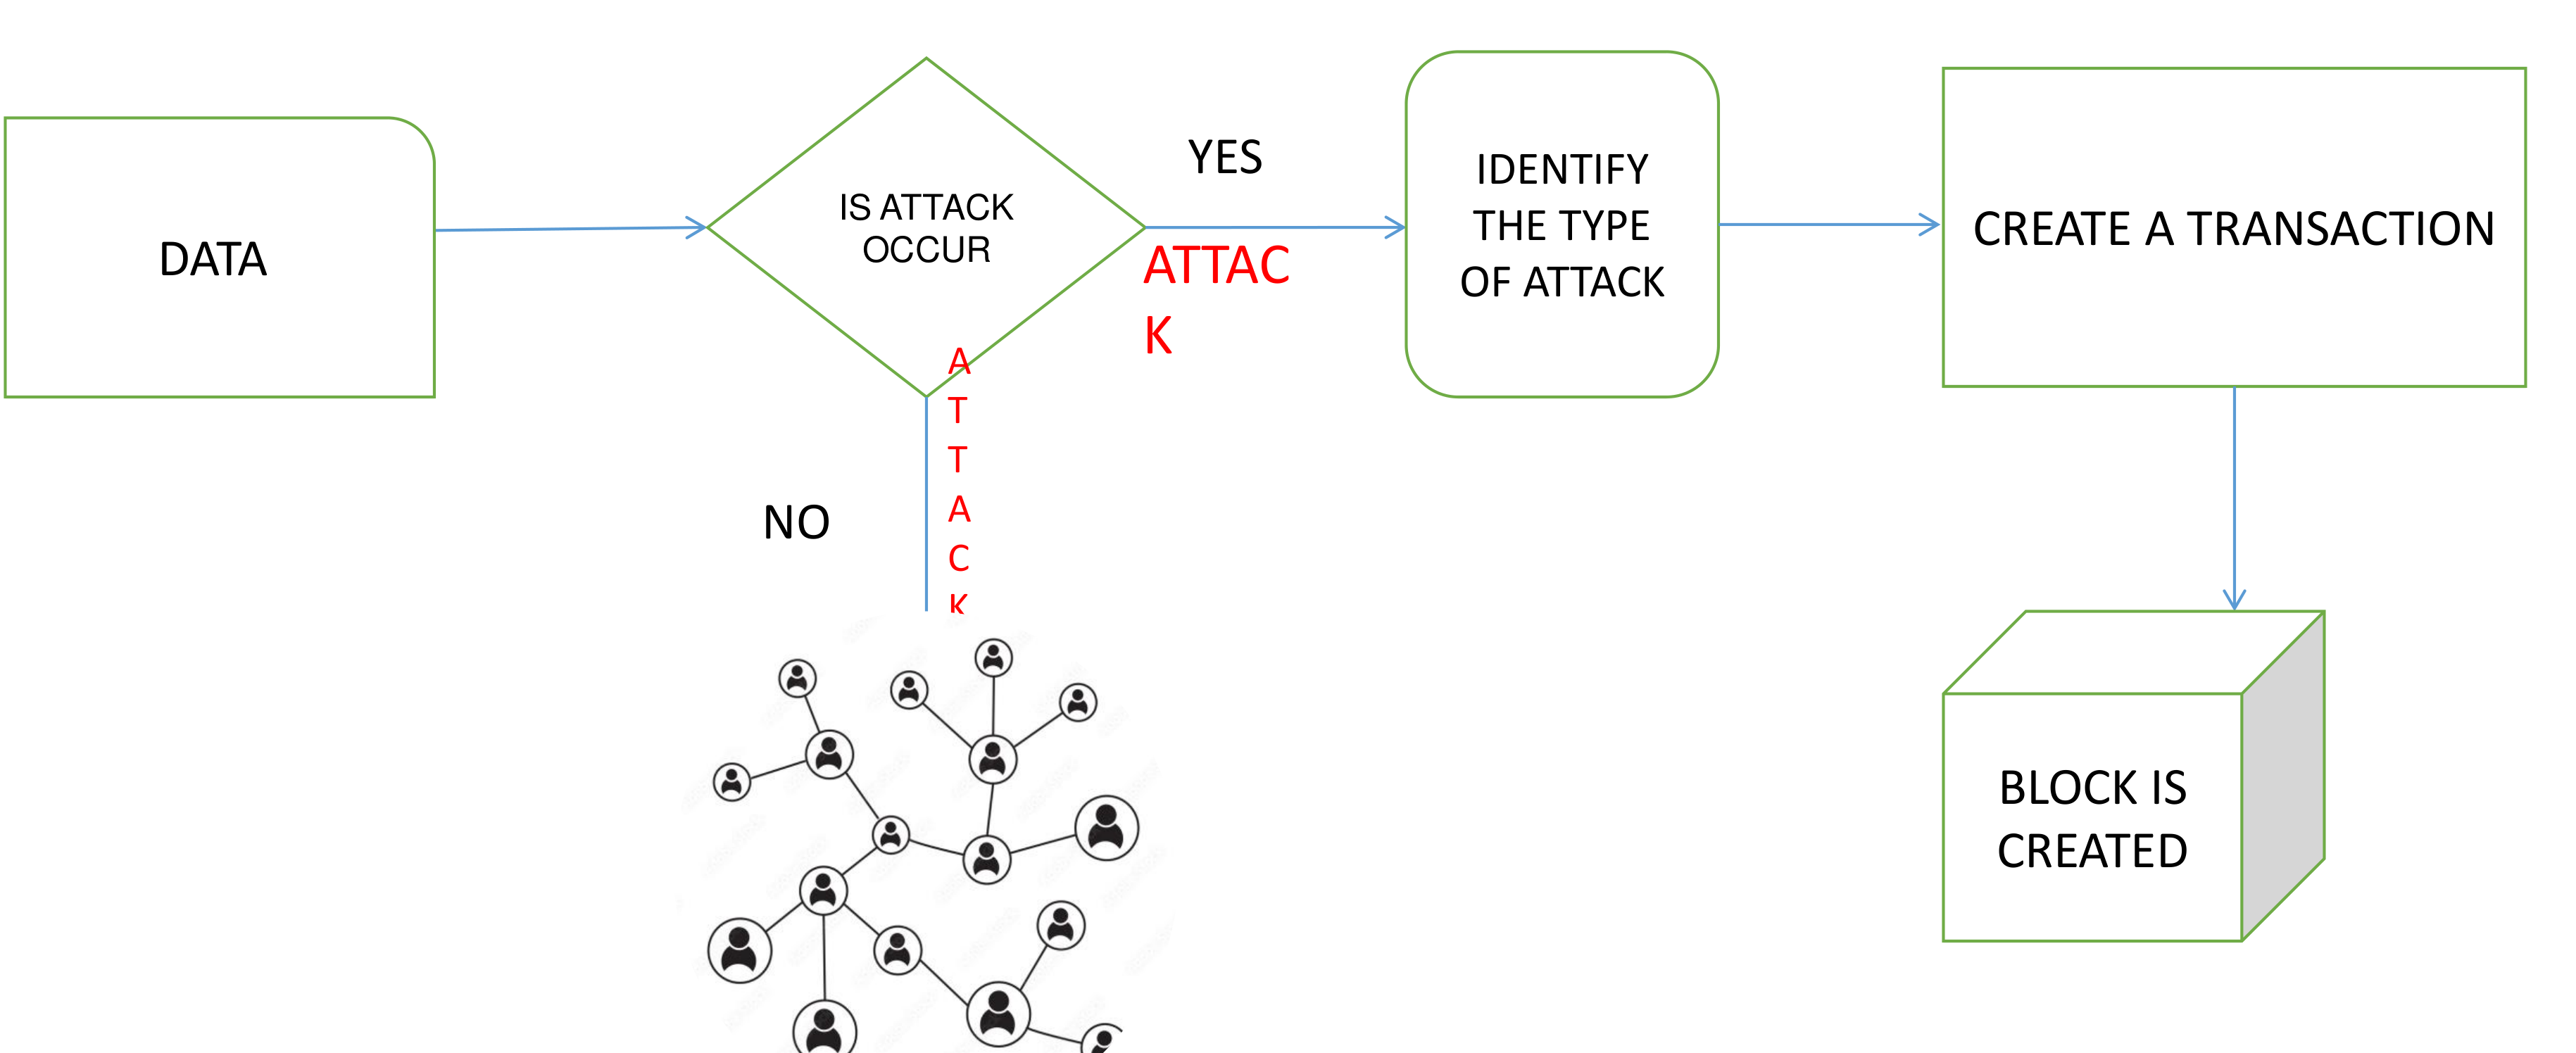 DATA
IS ATTACK
OCCUR
YES
ATTAC
K
IDENTIFY
THE TYPE
OF ATTACK
CREATE A TRANSACTION
NO
A
T
T
A
C
K
BLOCK IS
CREATED